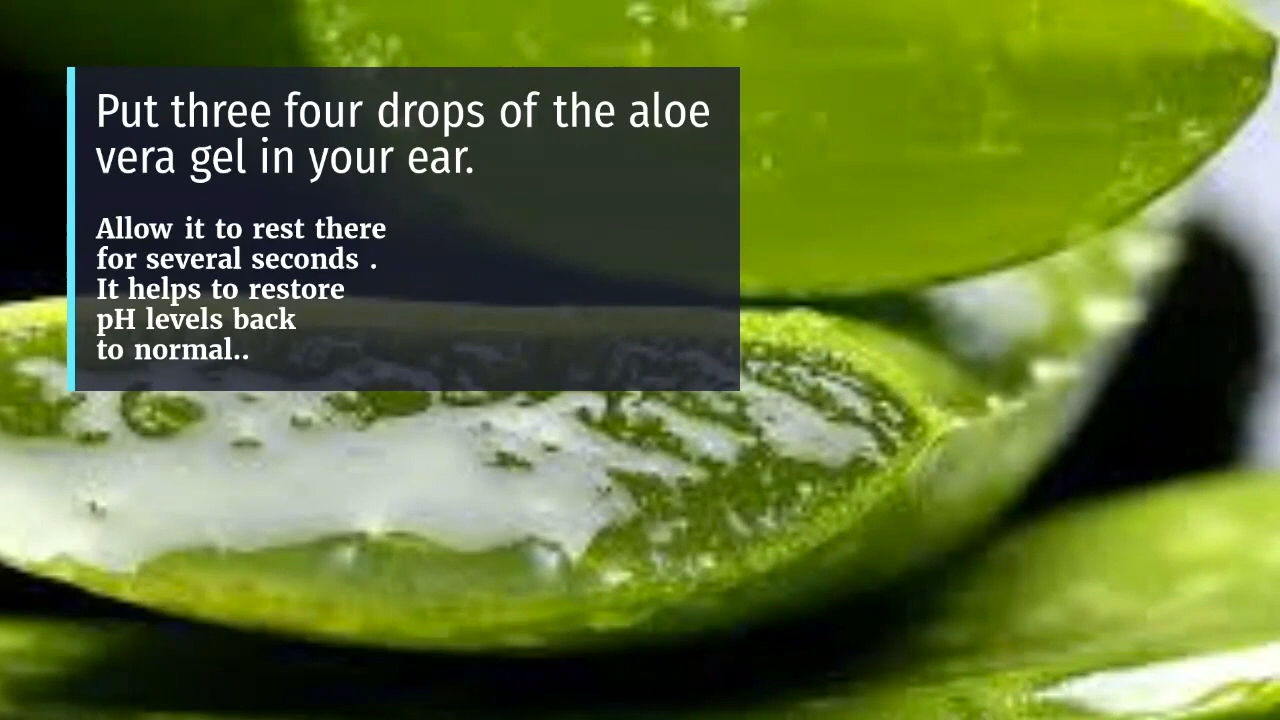 Put three four drops of the aloe
vera gel in your ear.
Allow it to rest there
for several seconds .
It helps to restore
pH levels back
to normal..